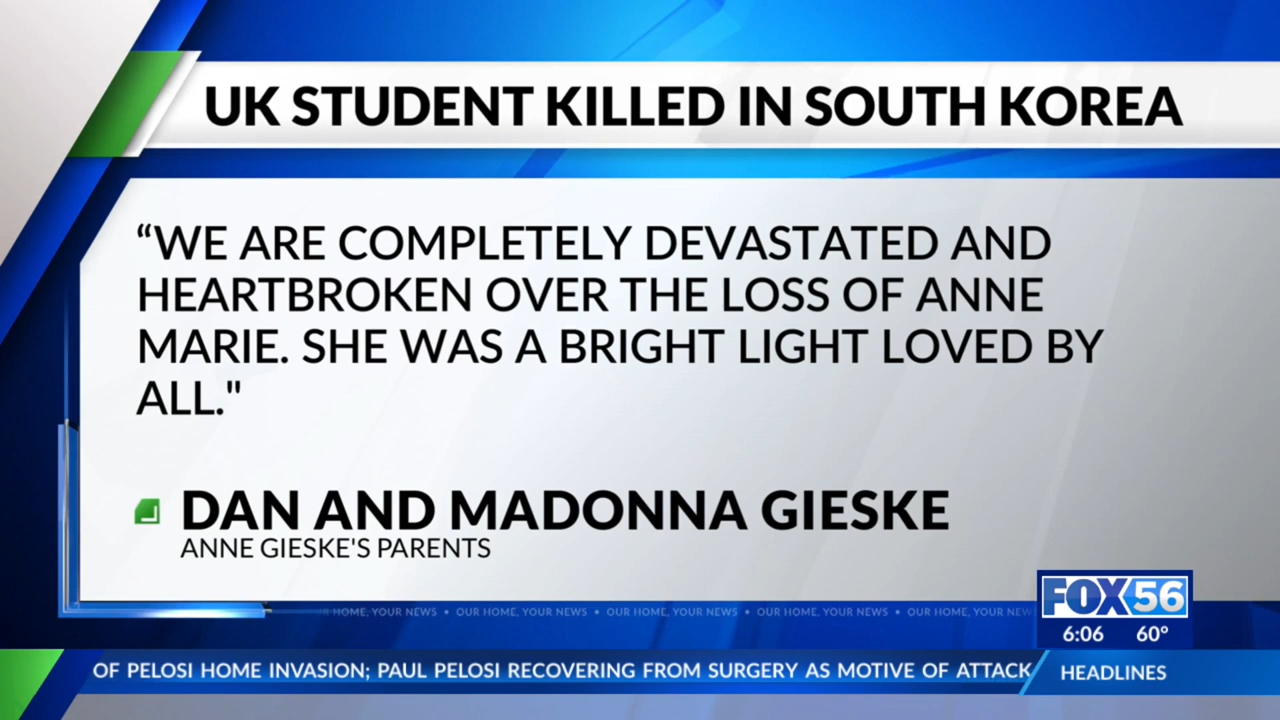 UK STUDENT KILLED IN SOUTH KOREA
“WE ARE COMPLETELY DEVASTATED AND
HEARTBROKEN OVER THE LOSS OF ANNE
MARIE. SHE WAS A BRIGHT LIGHT LOVED BY
ALL."
DAN AND MADONNA GIESKE
ANNE GIESKE'S PARENTS
HOME, YOUR NEWS • OUR HOME, YOUR NEWS • OUR HOME, YOUR NEWS • OUR HOME, YOUR NEWS • OUR HOME, YOUR NEW
FOX 56
6:06 60°
OF PELOSI HOME INVASION; PAUL PELOSI RECOVERING FROM SURGERY AS MOTIVE OF ATTACK
HEADLINES